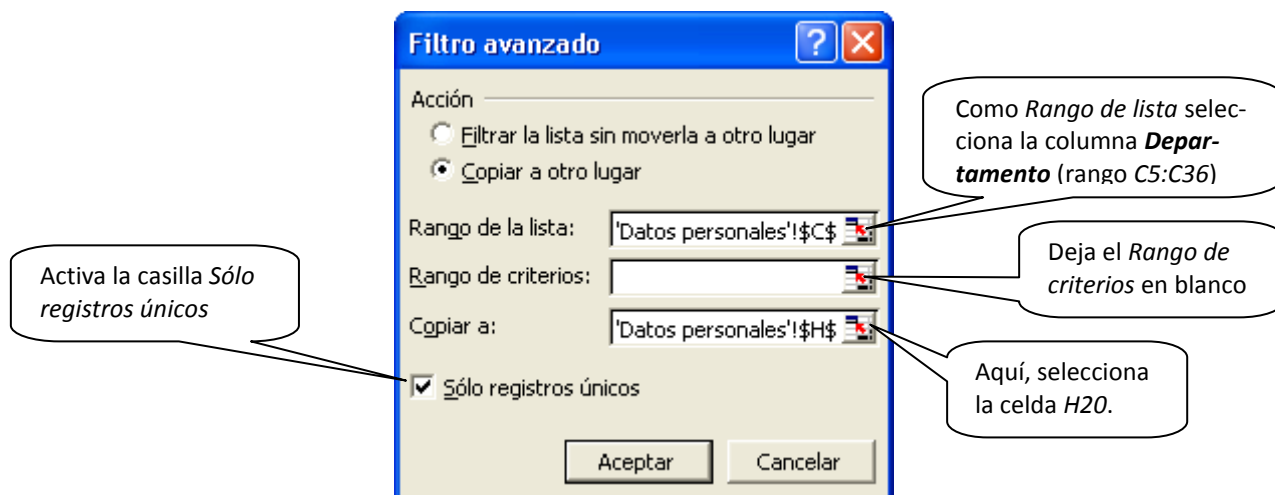 Filtro avanzado
Acción
Filtrar la lista sin moverla a otro lugar
Copiar a otro lugar
Como Rango de lista selec-
ciona la columna Depar-
tamento (rango C5:C36)
Rango de la lista: 'Datos personales'!$C$
Rango de criterios:
Deja el Rango de
criterios en blanco
Activa la casilla Sólo
registros únicos
Copiar a: 'Datos personales'!$H$
Aquí, selecciona
la celda H20.
Sólo registros únicos
Aceptar Cancelar